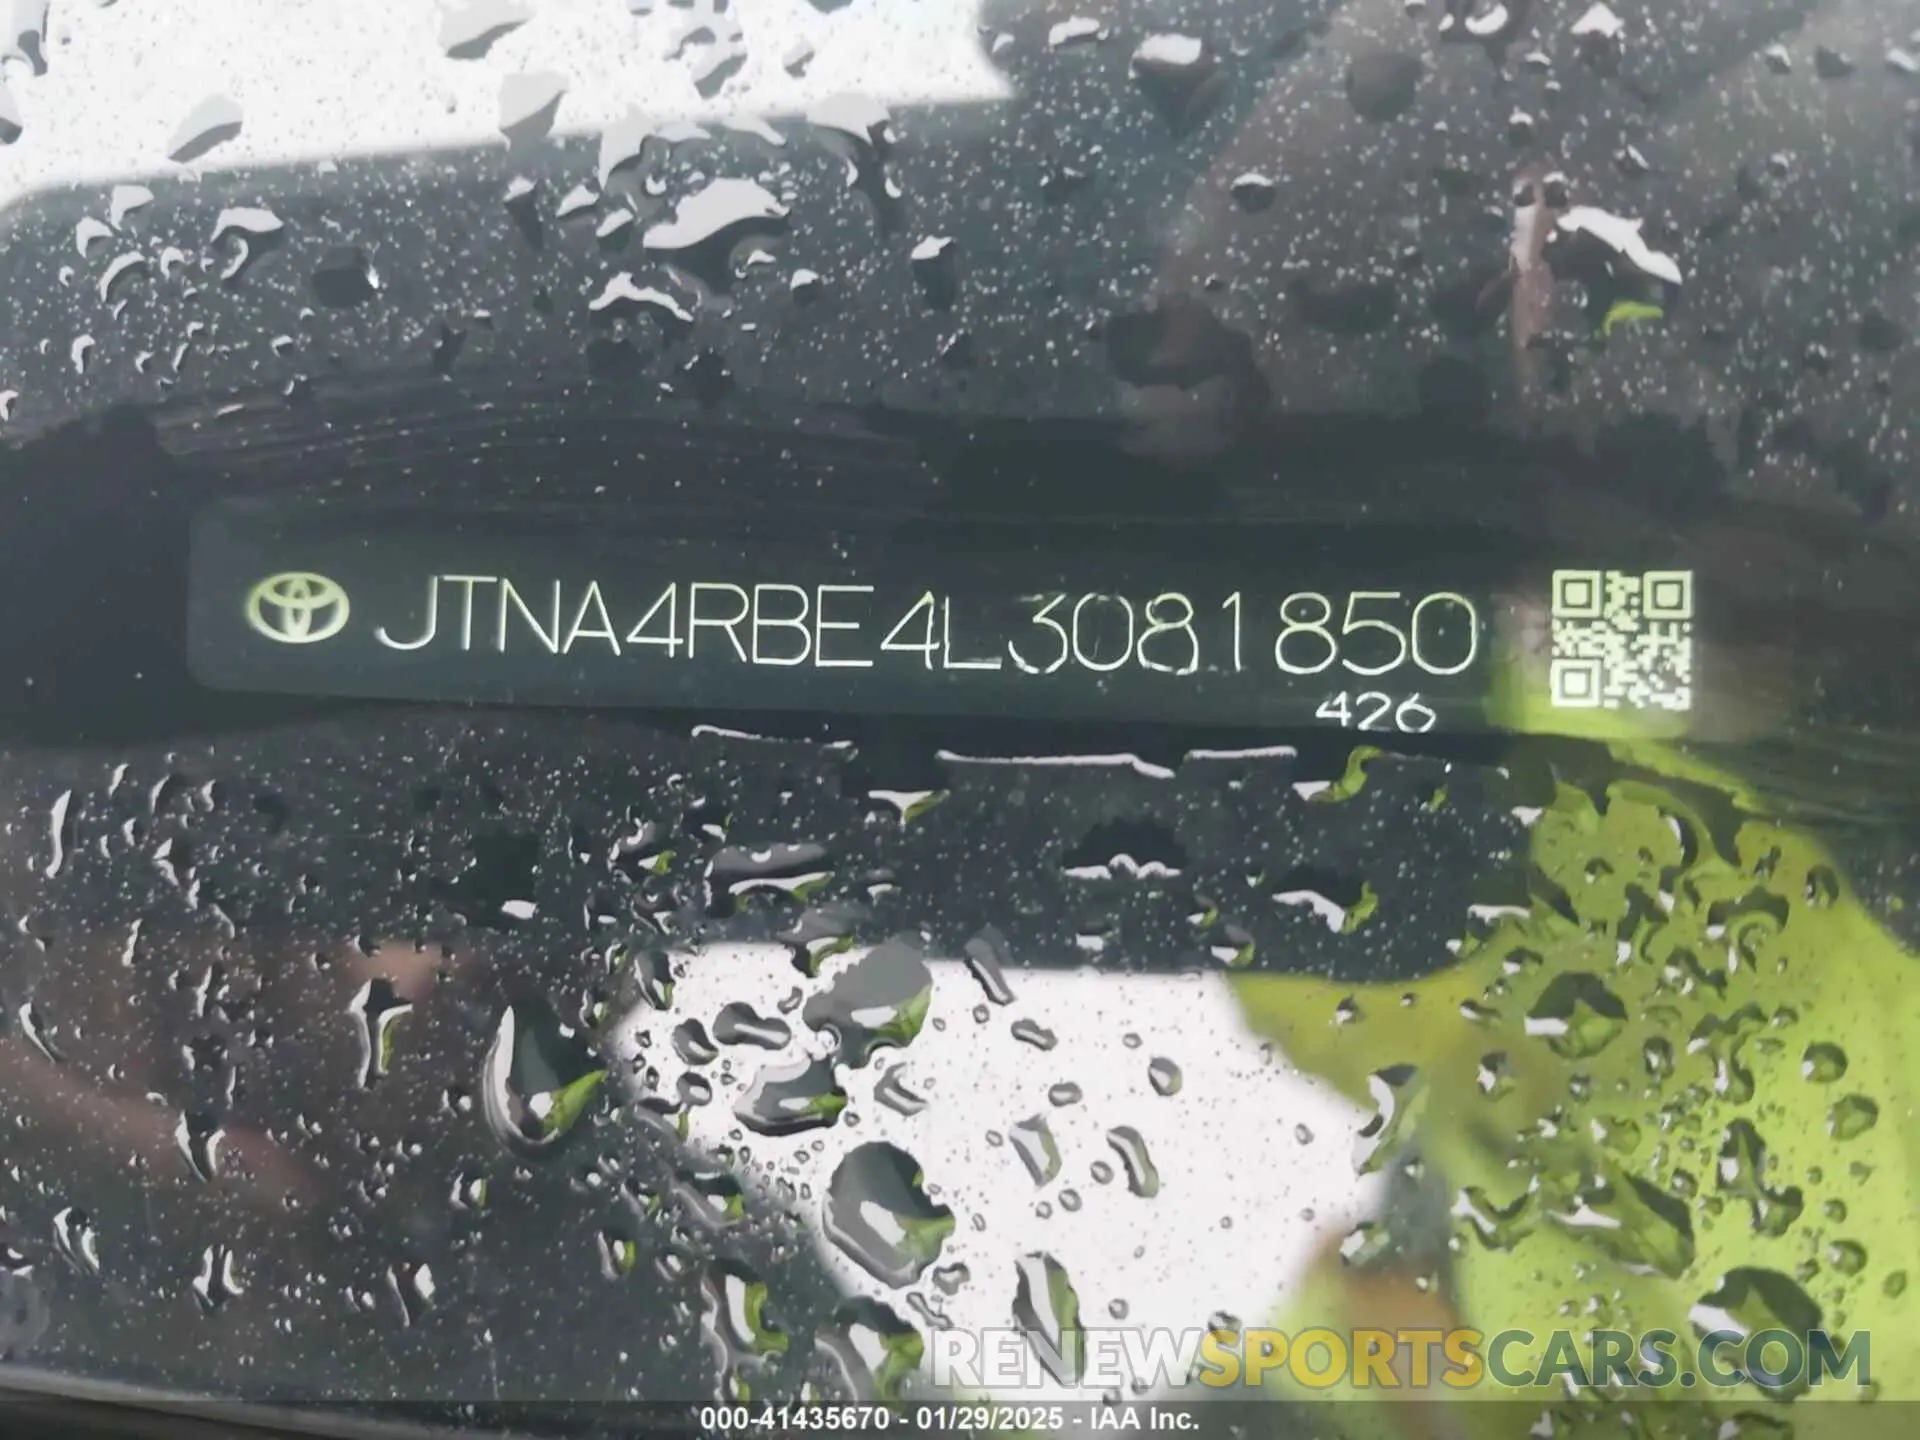 JTNA4RBE4L3081850
426
RENEWSPORTSCARS.COM
000-41435670 - 01/29/2025 - IAA Inc.